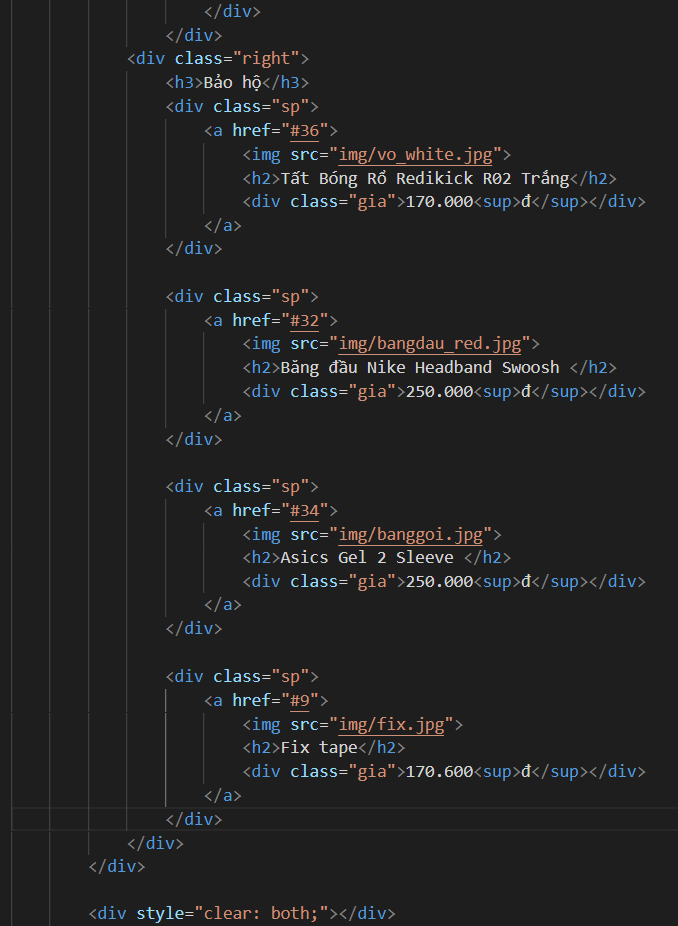 </div>
</div>
<div class="right">
<h3>Bảo hộ</h3>
<div class="sp">
<a href="#36">
<img src="img/vo_white.jpg">
<h2>Tất Bóng Rổ Redikick R02 Trắng</h2>
<div class="gia">170.000<sup>đ</sup></div>
</a>
</div>
<div class="sp">
<a href="#32">
<img src="img/bangdau_red.jpg">
<h2>Băng đầu Nike Headband Swoosh </h2>
<div class="gia">250.000<sup>đ</sup></div>
</a>
</div>
<div class="sp">
<a href="#34">
<img src="img/banggoi.jpg">
<h2>Asics Gel 2 Sleeve </h2>
<div class="gia">250.000<sup>đ</sup></div>
</a>
</div>
<div class="sp">
<a href="#9">
<img src="img/fix.jpg">
<h2>Fix tape</h2>
<div class="gia">170.600<sup>đ</sup></div>
</a>
</div>
</div>
</div>
<div style="clear: both;"></div>